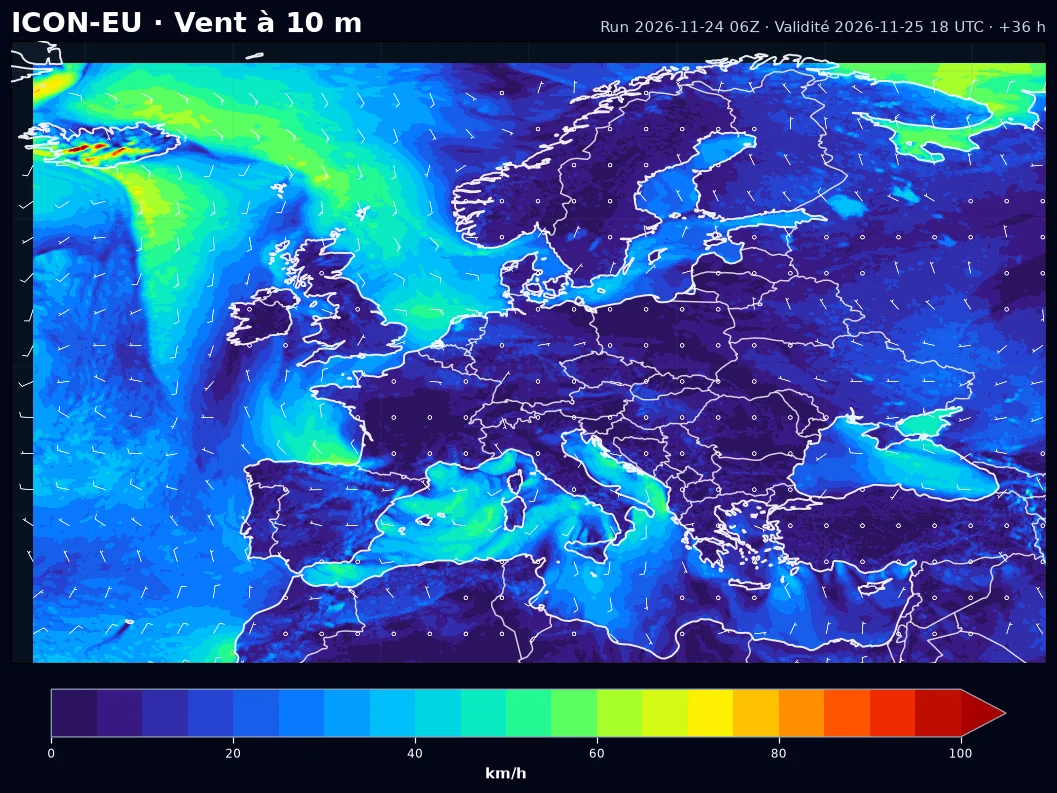 ICON-EU · Vent à 10 m
Run 2026-11-24 06Z · Validité 2026-11-25 18 UTC · +36 h
0 20 40 60 80 100
km/h